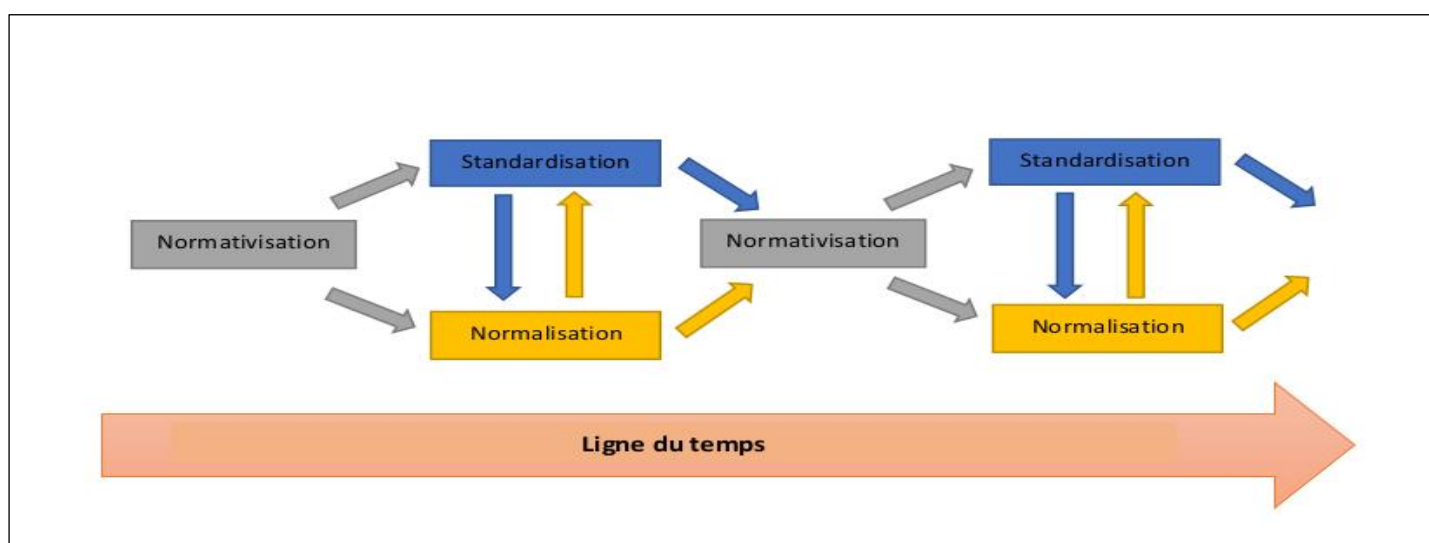 Standardisation
Standardisation
Normativisation
Normativisation
Normalisation
Normalisation
Ligne du temps